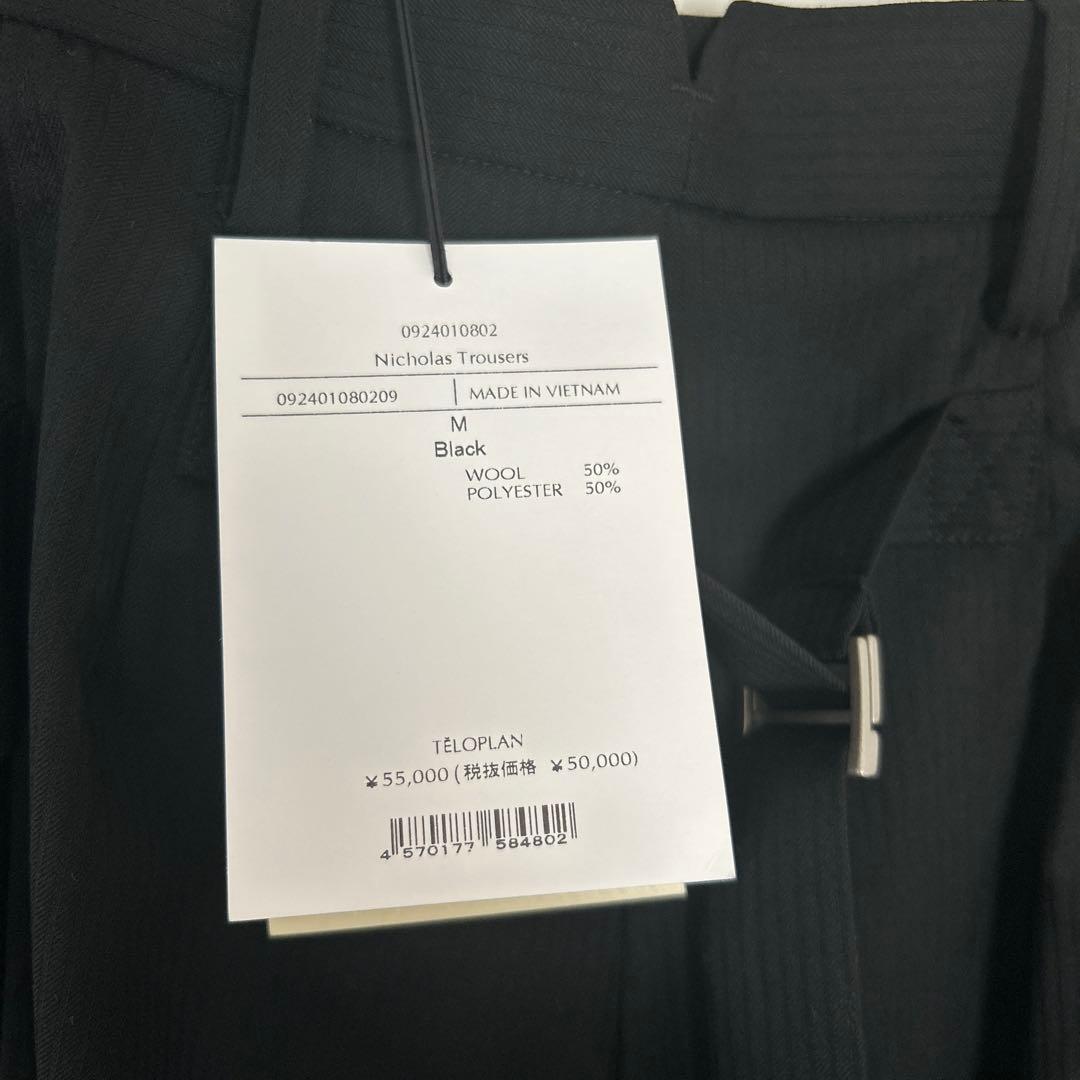 0924010802
Nicholas Trousers
092401080209 MADE IN VIETNAM
M
Black
WOOL 50%
POLYESTER 50%
TĚLOPLAN
¥55,000 (税抜価格 ¥50,000)
4 570177 584802